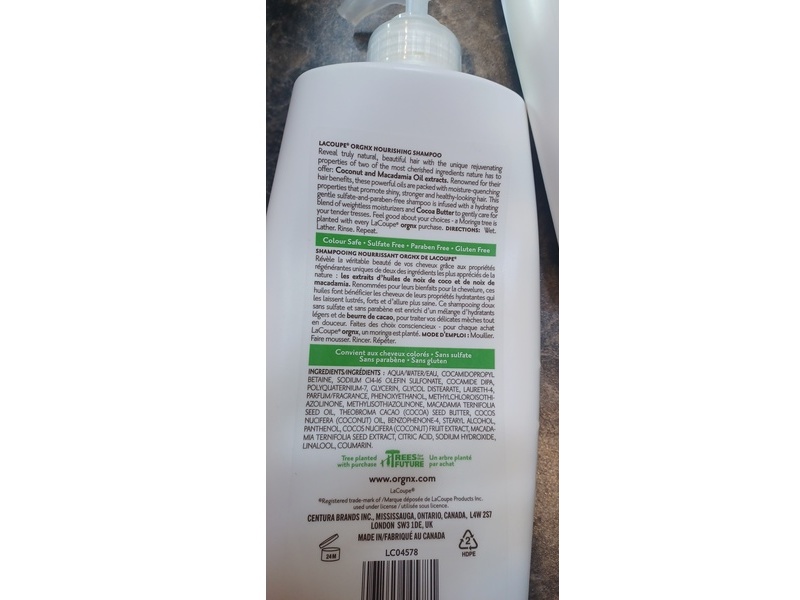 LACOUPE® ORGNX NOURISHING SHAMPOO
Reveal truly natural, beautiful hair with the unique rejuvenating
properties of two of the most cherished ingredients nature has to
offer: Coconut and Macadamia Oil extracts. Renowned for their
hair benefits, these powerful oils are packed with moisture-quenching
properties that promote shiny, stronger and healthy-looking hair. This
gentle sulfate-and-paraben-free shampoo is infused with a hydrating
blend of weightless moisturizers and Cocoa Butter to gently care for
your tender tresses. Feel good about your choices - a Moringa tree is
planted with every LaCoupe® orgnx purchase. DIRECTIONS: Wet.
Lather. Rinse. Repeat.
Colour Safe • Sulfate Free • Paraben Free • Gluten Free
SHAMPOOING NOURRISSANT ORGNX DE LACOUPE®
Révèle la véritable beauté de vos cheveux grâce aux propriétés
régénérantes uniques de deux des ingrédients les plus appréciés de la
nature : les extraits d'huiles de noix de coco et de noix de
macadamia. Renommées pour leurs bienfaits pour la chevelure, ces
huiles font bénéficier les cheveux de leurs propriétés hydratantes qui
les laissent lustrés, forts et d'allure plus saine. Ce shampooing doux
sans sulfate et sans parabène est enrichi d'un mélange d'hydratants
légers et de beurre de cacao, pour traiter vos délicates mèches tout
en douceur. Faites des choix consciencieux - pour chaque achat
LaCoupe® orgnx, un moringa est planté. MODE D'EMPLOI : Mouiller.
Faire mousser. Rincer. Répéter.
Convient aux cheveux colorés • Sans sulfate
Sans parabène • Sans gluten
INGREDIENTS/INGRÉDIENTS : AQUA/WATER/EAU, COCAMIDOPROPYL
BETAINE, SODIUM C14-16 OLEFIN SULFONATE, COCAMIDE DIPA,
POLYQUATERNIUM-7, GLYCERIN, GLYCOL DISTEARATE, LAURETH-4,
PARFUM/FRAGRANCE, PHENOXYETHANOL, METHYLCHLOROISOTHI-
AZOLINONE, METHYLISOTHIAZOLINONE, MACADAMIA TERNIFOLIA
SEED OIL, THEOBROMA CACAO (COCOA) SEED BUTTER, COCOS
NUCIFERA (COCONUT) OIL, BENZOPHENONE-4, STEARYL ALCOHOL,
PANTHENOL, COCOS NUCIFERA (COCONUT) FRUIT EXTRACT, MACADA-
MIA TERNIFOLIA SEED EXTRACT, CITRIC ACID, SODIUM HYDROXIDE,
LINALOOL, COUMARIN.
Tree planted
with purchase
TREES FOR THE FUTURE
Un arbre planté
par achat
www.orgnx.com
LaCoupe®
®Registered trade-mark of /Marque déposée de LaCoupe Products Inc.
used under license / utilisée sous licence.
CENTURA BRANDS INC., MISSISSAUGA, ONTARIO, CANADA, L4W 2S7
LONDON SW3 1DE, UK
MADE IN/FABRIQUÉ AU CANADA
24M
LC04578
2
HDPE